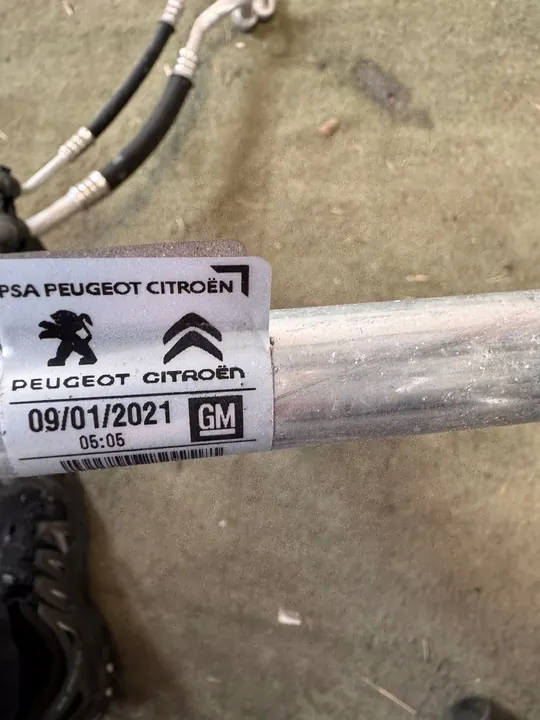 PSA PEUGEOT CITROËN
PEUGEOT CITROËN
09/01/2021 GM
05:05